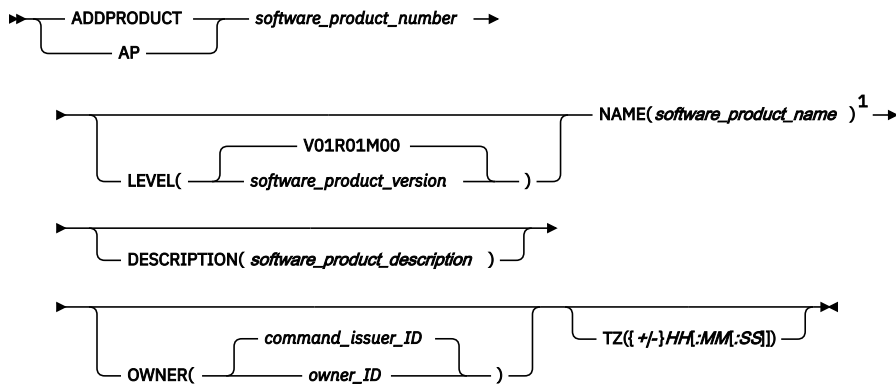 ADDPRODUCT software_product_number
AP
NAME(software_product_name )1
V01R01M00
LEVEL( software_product_version )
DESCRIPTION( software_product_description )
command_issuer_ID TZ({ +/-}HH[:MM[:SS]])
OWNER( owner_ID )